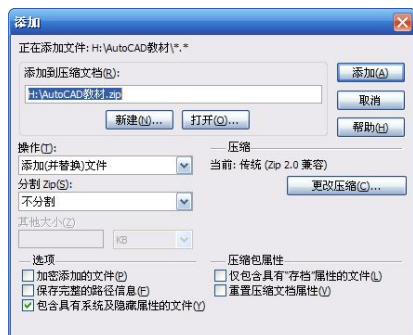 添加
正在添加文件: H:\AutoCAD教材\*.*
添加到压缩文档(R):
H:\AutoCAD教材.zip
新建(N)... 打开(O)...
添加(A)
取消
帮助(H)
操作(T):
添加(并替换)文件
分割 Zip(S):
不分割
其他大小(Z)
KB
压缩
当前: 传统 (Zip 2.0 兼容)
更改压缩(C)...
选项
加密添加的文件(P)
保存完整的路径信息(F)
包含具有系统及隐藏属性的文件(Y)
压缩包属性
仅包含具有"存档"属性的文件(L)
重置压缩文档属性(V)